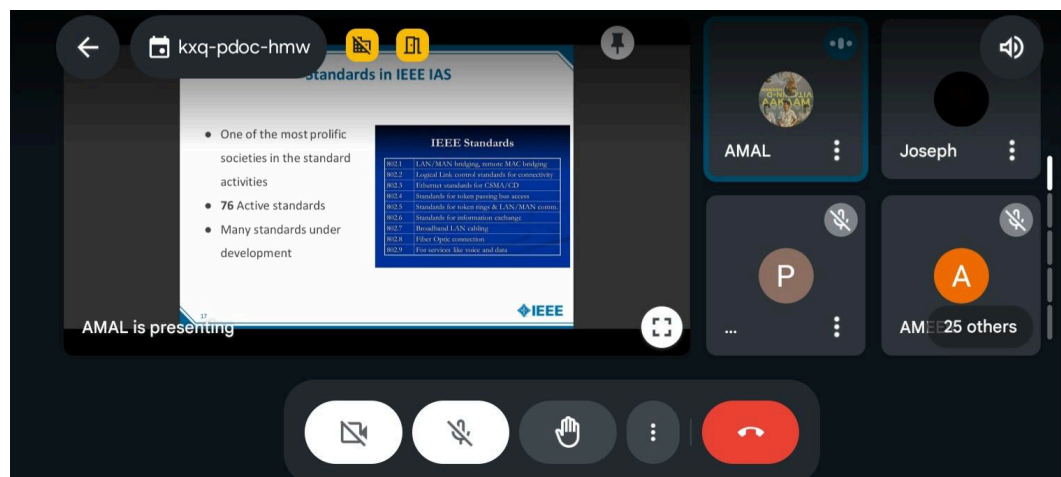 kxq-pdoc-hmw
Standards in IEEE IAS
One of the most prolific
societies in the standard
activities
76 Active standards
Many standards under
development
IEEE Standards
802.1 LAN/MAN bridging, remote MAC bridging
802.2 Logical Link control standards for connectivity
802.3 Ethernet standards for CSMA/CD
802.4 Standards for token passing bus access
802.5 Standards for token rings & LAN/MAN comm.
802.6 Standards for information exchange
802.7 Broadband LAN cabling
802.8 Fiber Optic connection
802.9 For services like voice and data
17
IEEE
AMAL is presenting
AMAL
Joseph
P
...
A
25 others